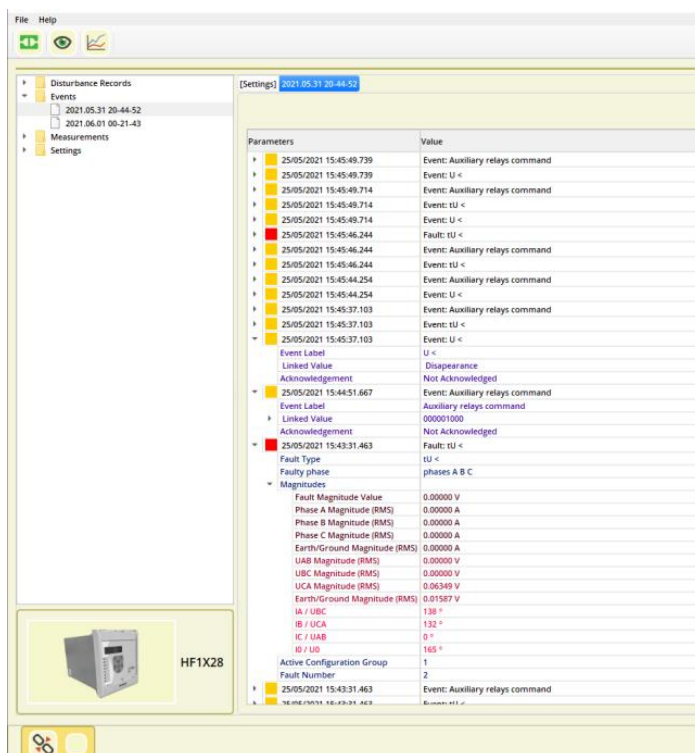 File Help
Disturbance Records
Events
2021.05.31 20-44-52
2021.06.01 00-21-43
Measurements
Settings
HF1X28
[Settings] 2021.05.31 20-44-52
Parameters Value
25/05/2021 15:45:49.739 Event: Auxiliary relays command
25/05/2021 15:45:49.739 Event: U <
25/05/2021 15:45:49.714 Event: Auxiliary relays command
25/05/2021 15:45:49.714 Event: tU <
25/05/2021 15:45:49.714 Event: U <
25/05/2021 15:45:46.244 Fault: tU <
25/05/2021 15:45:46.244 Event: Auxiliary relays command
25/05/2021 15:45:46.244 Event: tU <
25/05/2021 15:45:44.254 Event: Auxiliary relays command
25/05/2021 15:45:44.254 Event: U <
25/05/2021 15:45:37.103 Event: Auxiliary relays command
25/05/2021 15:45:37.103 Event: tU <
25/05/2021 15:45:37.103 Event: U <
Event Label U <
Linked Value Disapearance
Acknowledgement Not Acknowledged
25/05/2021 15:44:51.667 Event: Auxiliary relays command
Event Label Auxiliary relays command
Linked Value 000001000
Acknowledgement Not Acknowledged
25/05/2021 15:43:31.463 Fault: tU <
Fault Type tU <
Faulty phase phases A B C
Magnitudes
Fault Magnitude Value 0.00000 V
Phase A Magnitude (RMS) 0.00000 A
Phase B Magnitude (RMS) 0.00000 A
Phase C Magnitude (RMS) 0.00000 A
Earth/Ground Magnitude (RMS) 0.00000 A
UAB Magnitude (RMS) 0.00000 V
UBC Magnitude (RMS) 0.00000 V
UCA Magnitude (RMS) 0.06349 V
Earth/Ground Magnitude (RMS) 0.01587 V
IA / UBC 138 °
IB / UCA 132 °
IC / UAB 0 °
I0 / U0 165 °
Active Configuration Group 1
Fault Number 2
25/05/2021 15:43:31.463 Event: Auxiliary relays command